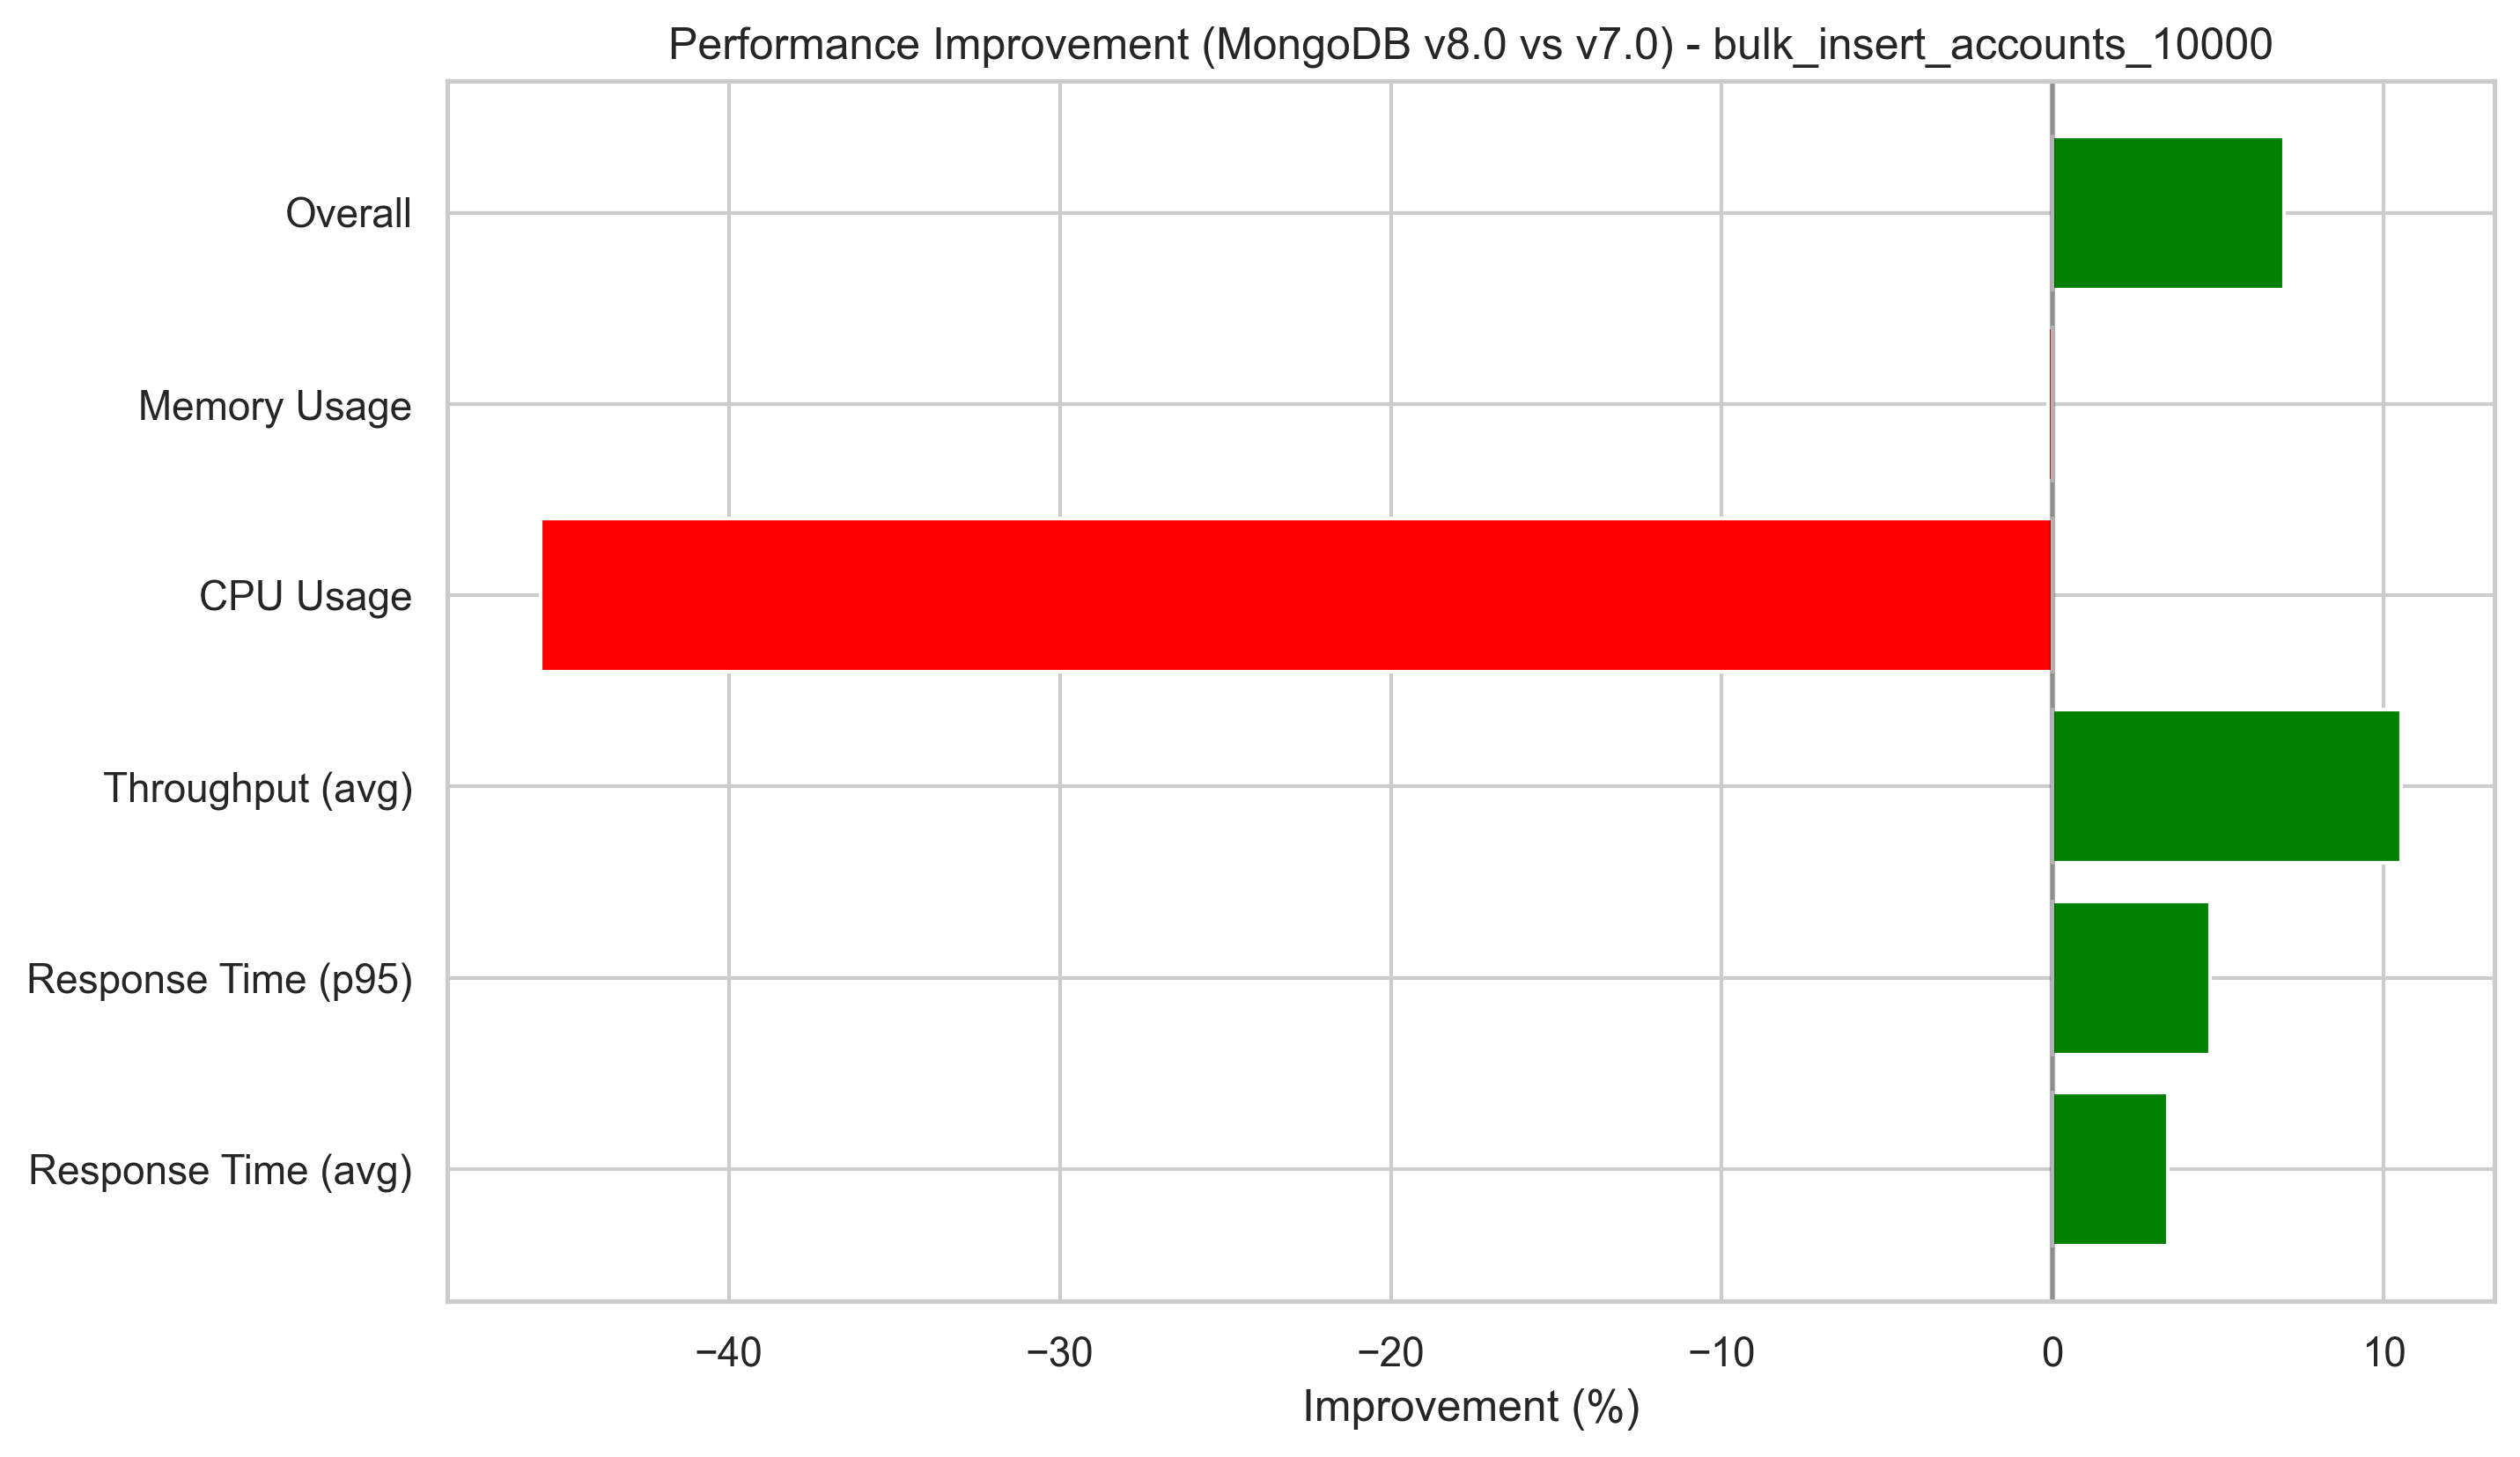 Performance Improvement (MongoDB v8.0 vs v7.0) - bulk_insert_accounts_10000
Overall
Memory Usage
CPU Usage
Throughput (avg)
Response Time (p95)
Response Time (avg)
−40 −30 −20 −10 0 10
Improvement (%)